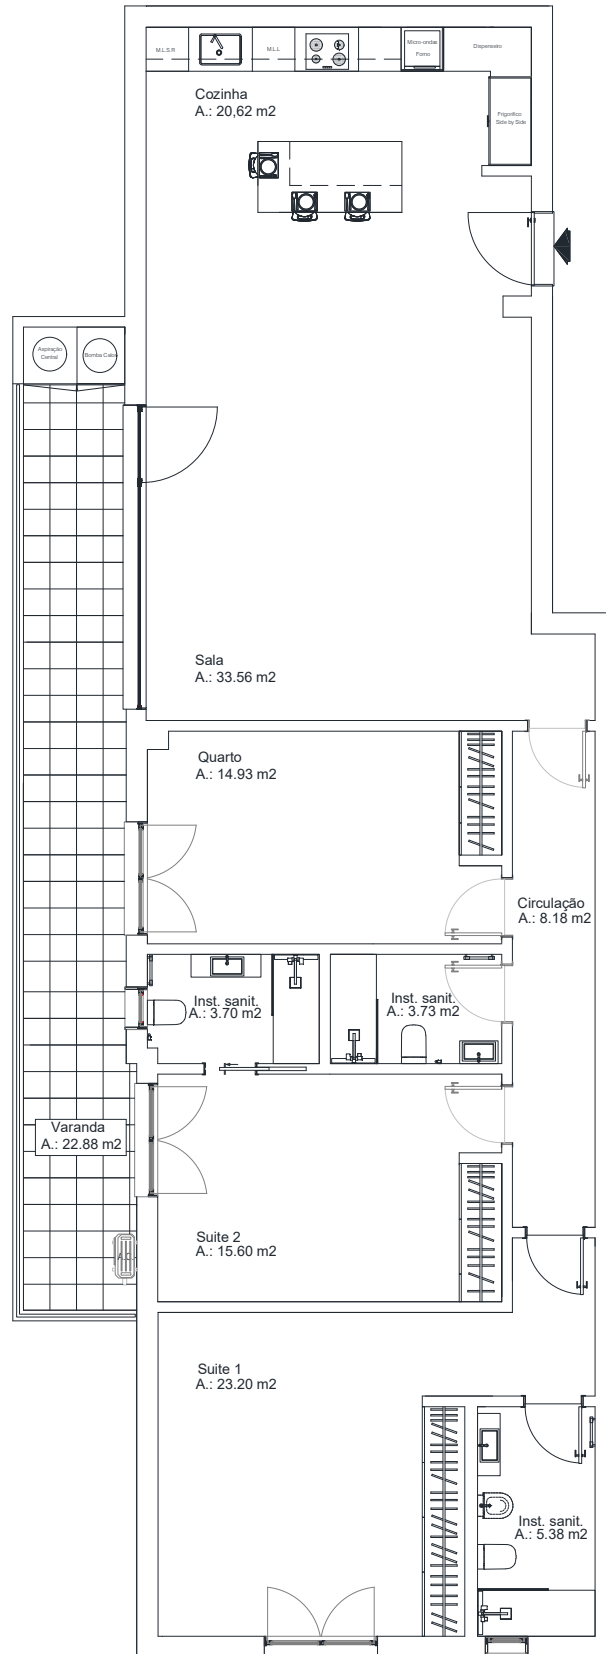 M.L.S.R
M.L.L
Micro-ondas
Forno
Dispenseiro
Cozinha
A.: 20,62 m2
Frigorifico
Side by Side
Aspiração
Central
Bomba Calor
Sala
A.: 33.56 m2
Quarto
A.: 14.93 m2
Circulação
A.: 8.18 m2
Inst. sanit.
A.: 3.70 m2
Inst. sanit.
A.: 3.73 m2
Varanda
A.: 22.88 m2
Suite 2
A.: 15.60 m2
A.C.
Suite 1
A.: 23.20 m2
Inst. sanit.
A.: 5.38 m2